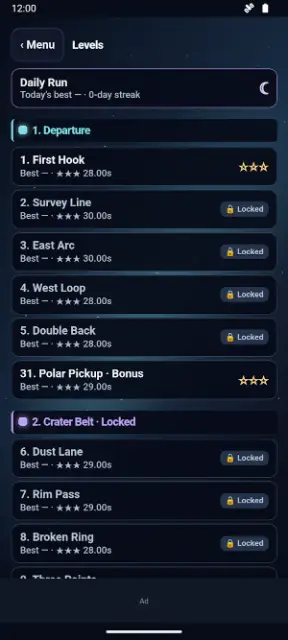 12:00
‹ Menu
Levels
Daily Run
Today's best — · 0-day streak
1. Departure
1. First Hook
Best — · ★★★ 28.00s
☆☆☆
2. Survey Line
Best — · ★★★ 30.00s
🔒 Locked
3. East Arc
Best — · ★★★ 30.00s
🔒 Locked
4. West Loop
Best — · ★★★ 28.00s
🔒 Locked
5. Double Back
Best — · ★★★ 28.00s
🔒 Locked
31. Polar Pickup · Bonus
Best — · ★★★ 29.00s
☆☆☆
2. Crater Belt · Locked
6. Dust Lane
Best — · ★★★ 29.00s
🔒 Locked
7. Rim Pass
Best — · ★★★ 29.00s
🔒 Locked
8. Broken Ring
Best — · ★★★ 28.00s
🔒 Locked
Ad